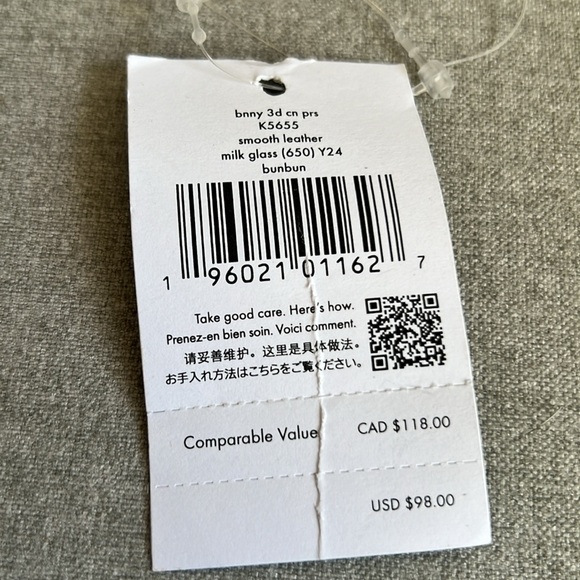 bnny 3d cn prs
K5655
smooth leather
milk glass (650) Y24
bunbun
1 96021 01162 7
Take good care. Here's how.
Prenez-en bien soin. Voici comment.
请妥善维护。这里是具体做法。
お手入れ方法はこちらをご覧ください。
Comparable Value CAD $118.00
USD $98.00